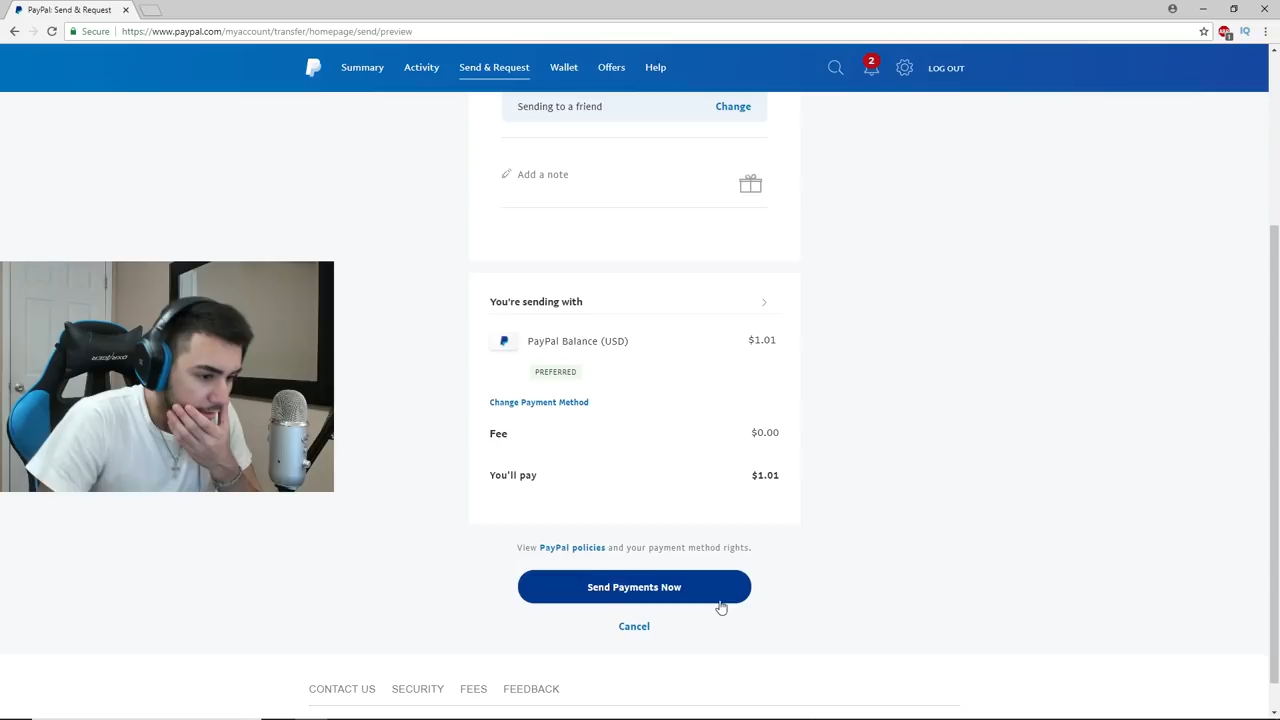 PayPal: Send & Request
Secure
https://www.paypal.com/myaccount/transfer/homepage/send/preview
Summary
Activity
Send & Request
Wallet
Offers
Help
2
LOG OUT
Sending to a friend
Change
Add a note
You're sending with
PayPal Balance (USD)
$1.01
PREFERRED
Change Payment Method
Fee
$0.00
You'll pay
$1.01
View PayPal policies and your payment method rights.
Send Payments Now
Cancel
CONTACT US
SECURITY
FEES
FEEDBACK